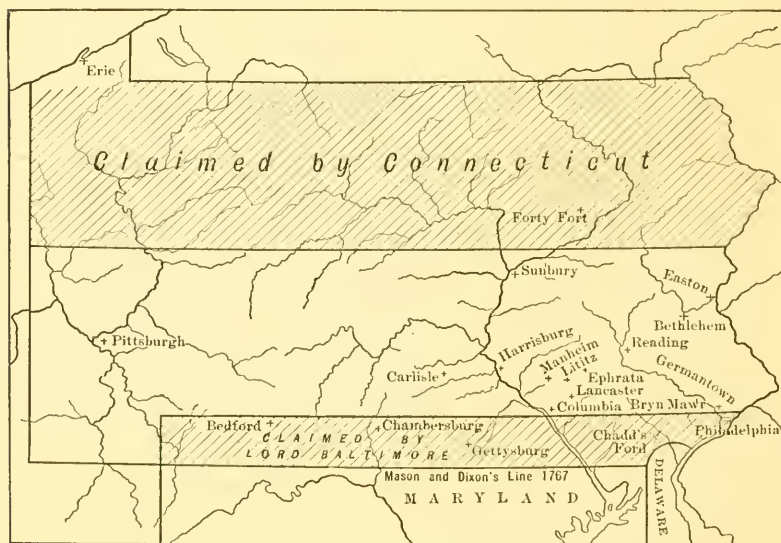 Erie
Claimed by Connecticut
Forty Fort
Sunbury
Easton
Bethlehem
Pittsburgh
Harrisburg
Reading
Manheim
Lititz
Germantown
Carlisle
Ephrata
Lancaster
Columbia
Bryn Mawr
Bedford
Chambersburg
Philadelphia
CLAIMED BY
LORD BALTIMORE
Gettysburg
Chadd's
Ford
Mason and Dixon's Line 1767
MARYLAND
DELAWARE